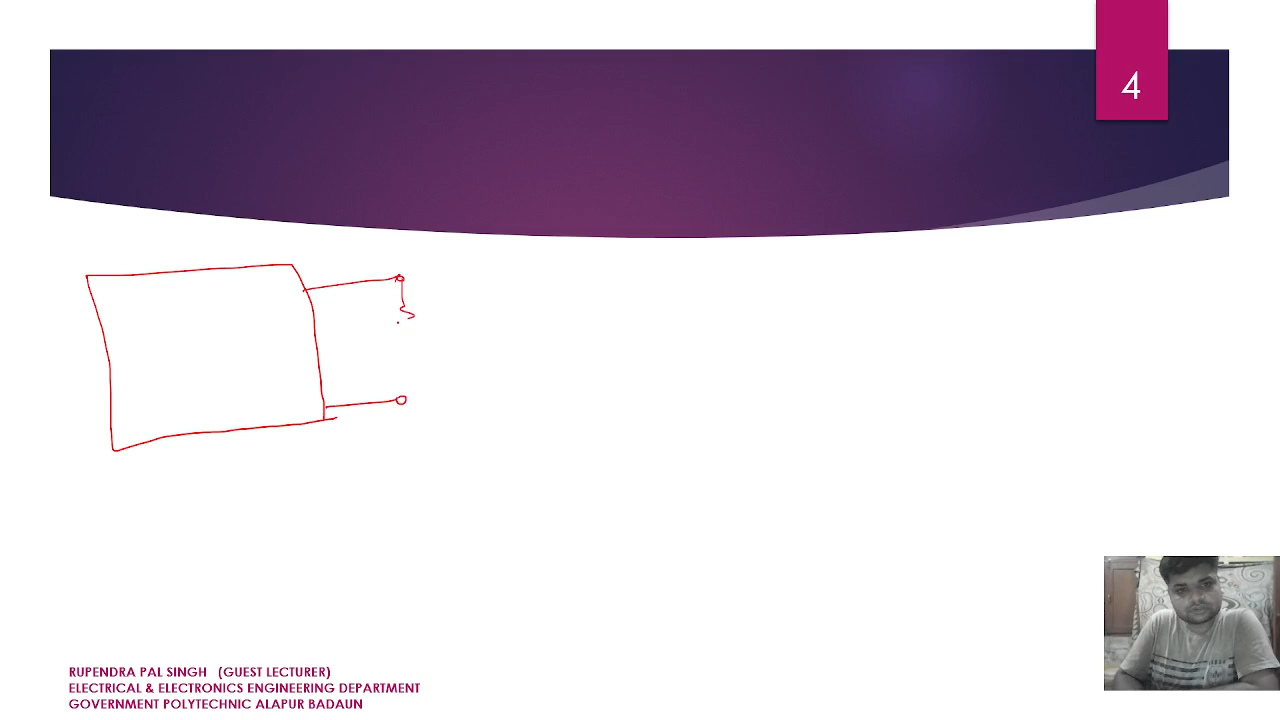 4
RUPENDRA PAL SINGH (GUEST LECTURER)
ELECTRICAL & ELECTRONICS ENGINEERING DEPARTMENT
GOVERNMENT POLYTECHNIC ALAPUR BADAUN